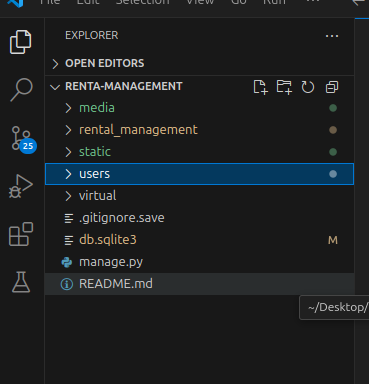 File Edit Selection View Go Run ...
EXPLORER
OPEN EDITORS
RENTA-MANAGEMENT
media
rental_management
static
25
users
virtual
.gitignore.save
db.sqlite3 M
manage.py
README.md
~/Desktop/